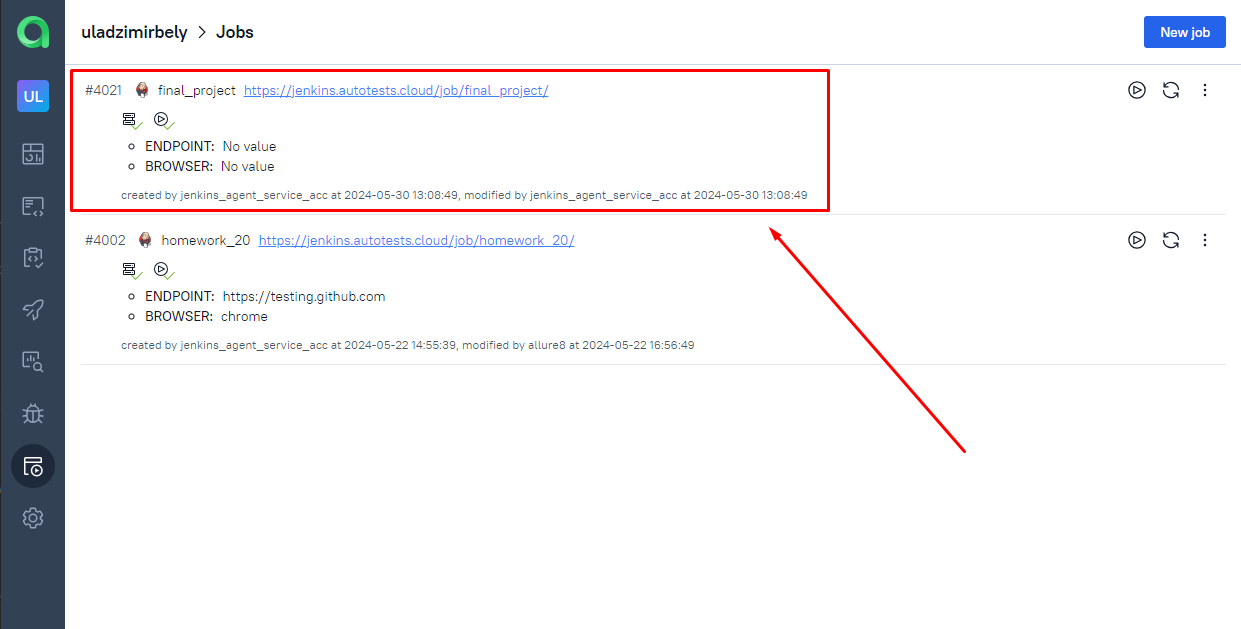 uladzimirbely > Jobs
New job
UL
#4021 final_project https://jenkins.autotests.cloud/job/final_project/
ENDPOINT: No value
BROWSER: No value
created by jenkins_agent_service_acc at 2024-05-30 13:08:49, modified by jenkins_agent_service_acc at 2024-05-30 13:08:49
#4002 homework_20 https://jenkins.autotests.cloud/job/homework_20/
ENDPOINT: https://testing.github.com
BROWSER: chrome
created by jenkins_agent_service_acc at 2024-05-22 14:55:39, modified by allure8 at 2024-05-22 16:56:49